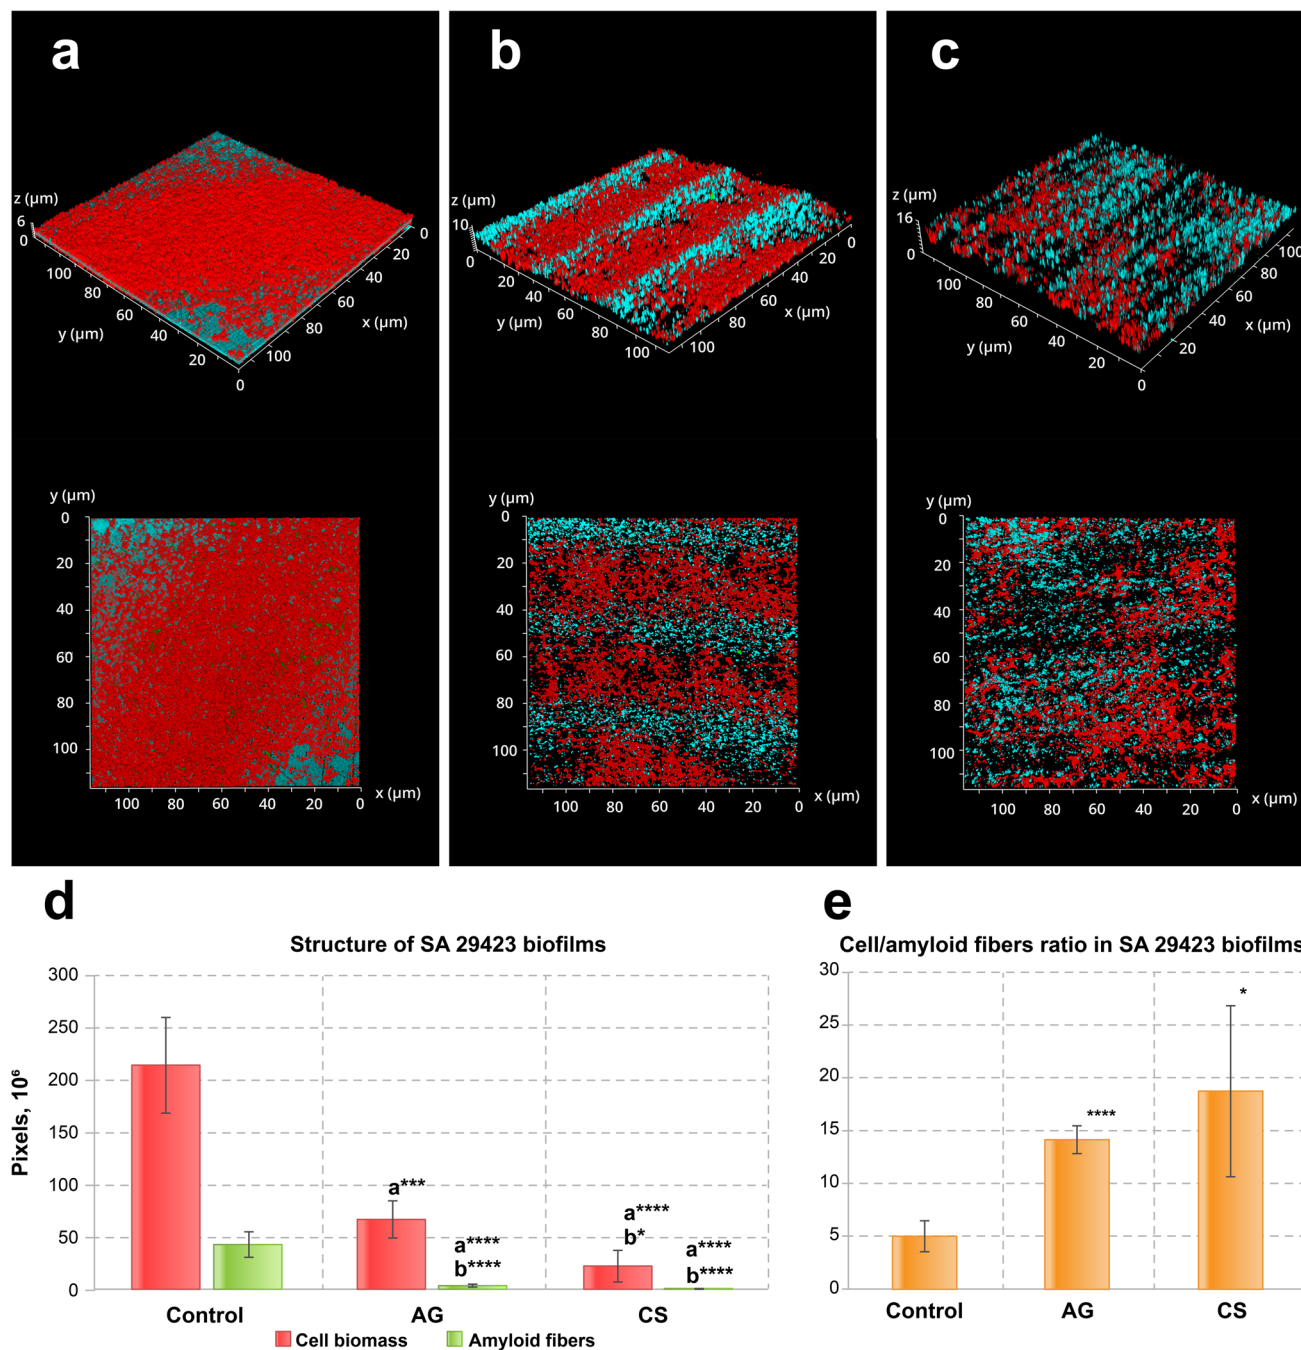 a
b
c
z (µm)
6
0
100
80
60
y (µm)
40
20
0
100
80
60
x (µm)
40
20
0
z (µm)
10
0
20
40
y (µm)
60
80
100
100
80
x (µm)
60
40
20
0
z (µm)
16
0
100
80
60
y (µm)
40
20
0
20
40
x (µm)
60
80
100
y (µm)
0
20
40
60
80
100
100 80 60 40 20 0
x (µm)
y (µm)
0
20
40
60
80
100
100 80 60 40 20 0
x (µm)
y (µm)
0
20
40
60
80
100
100 80 60 40 20 0
x (µm)
d
Structure of SA 29423 biofilms
Pixels, 10⁶
300
250
200
150
100
50
0
a***
a****
b****
a****
b*
a****
b****
Control AG CS
Cell biomass Amyloid fibers
e
Cell/amyloid fibers ratio in SA 29423 biofilms
30
25
20
15
10
5
0
****
*
Control AG CS